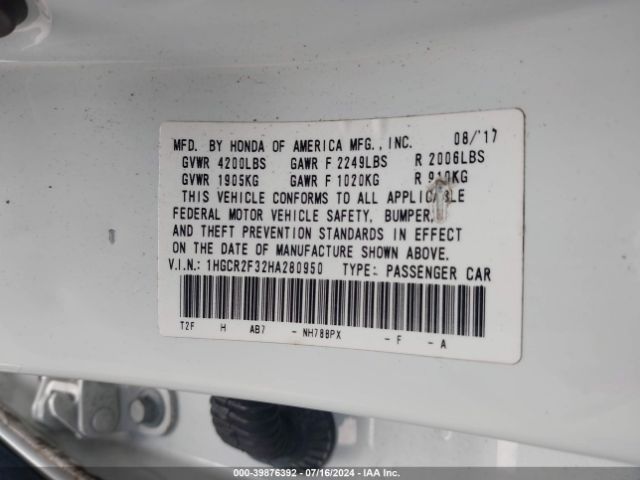 MFD. BY HONDA OF AMERICA MFG., INC. 08/'17
GVWR 4200LBS GAWR F 2249LBS R 2006LBS
GVWR 1905KG GAWR F 1020KG R 910KG
THIS VEHICLE CONFORMS TO ALL APPLICABLE
FEDERAL MOTOR VEHICLE SAFETY, BUMPER,
AND THEFT PREVENTION STANDARDS IN EFFECT
ON THE DATE OF MANUFACTURE SHOWN ABOVE.
V.I.N.: 1HGCR2F32HA280950 TYPE: PASSENGER CAR
T2F H AB7 - NH788PX - F - A
000-39876392 - 07/16/2024 - IAA Inc.